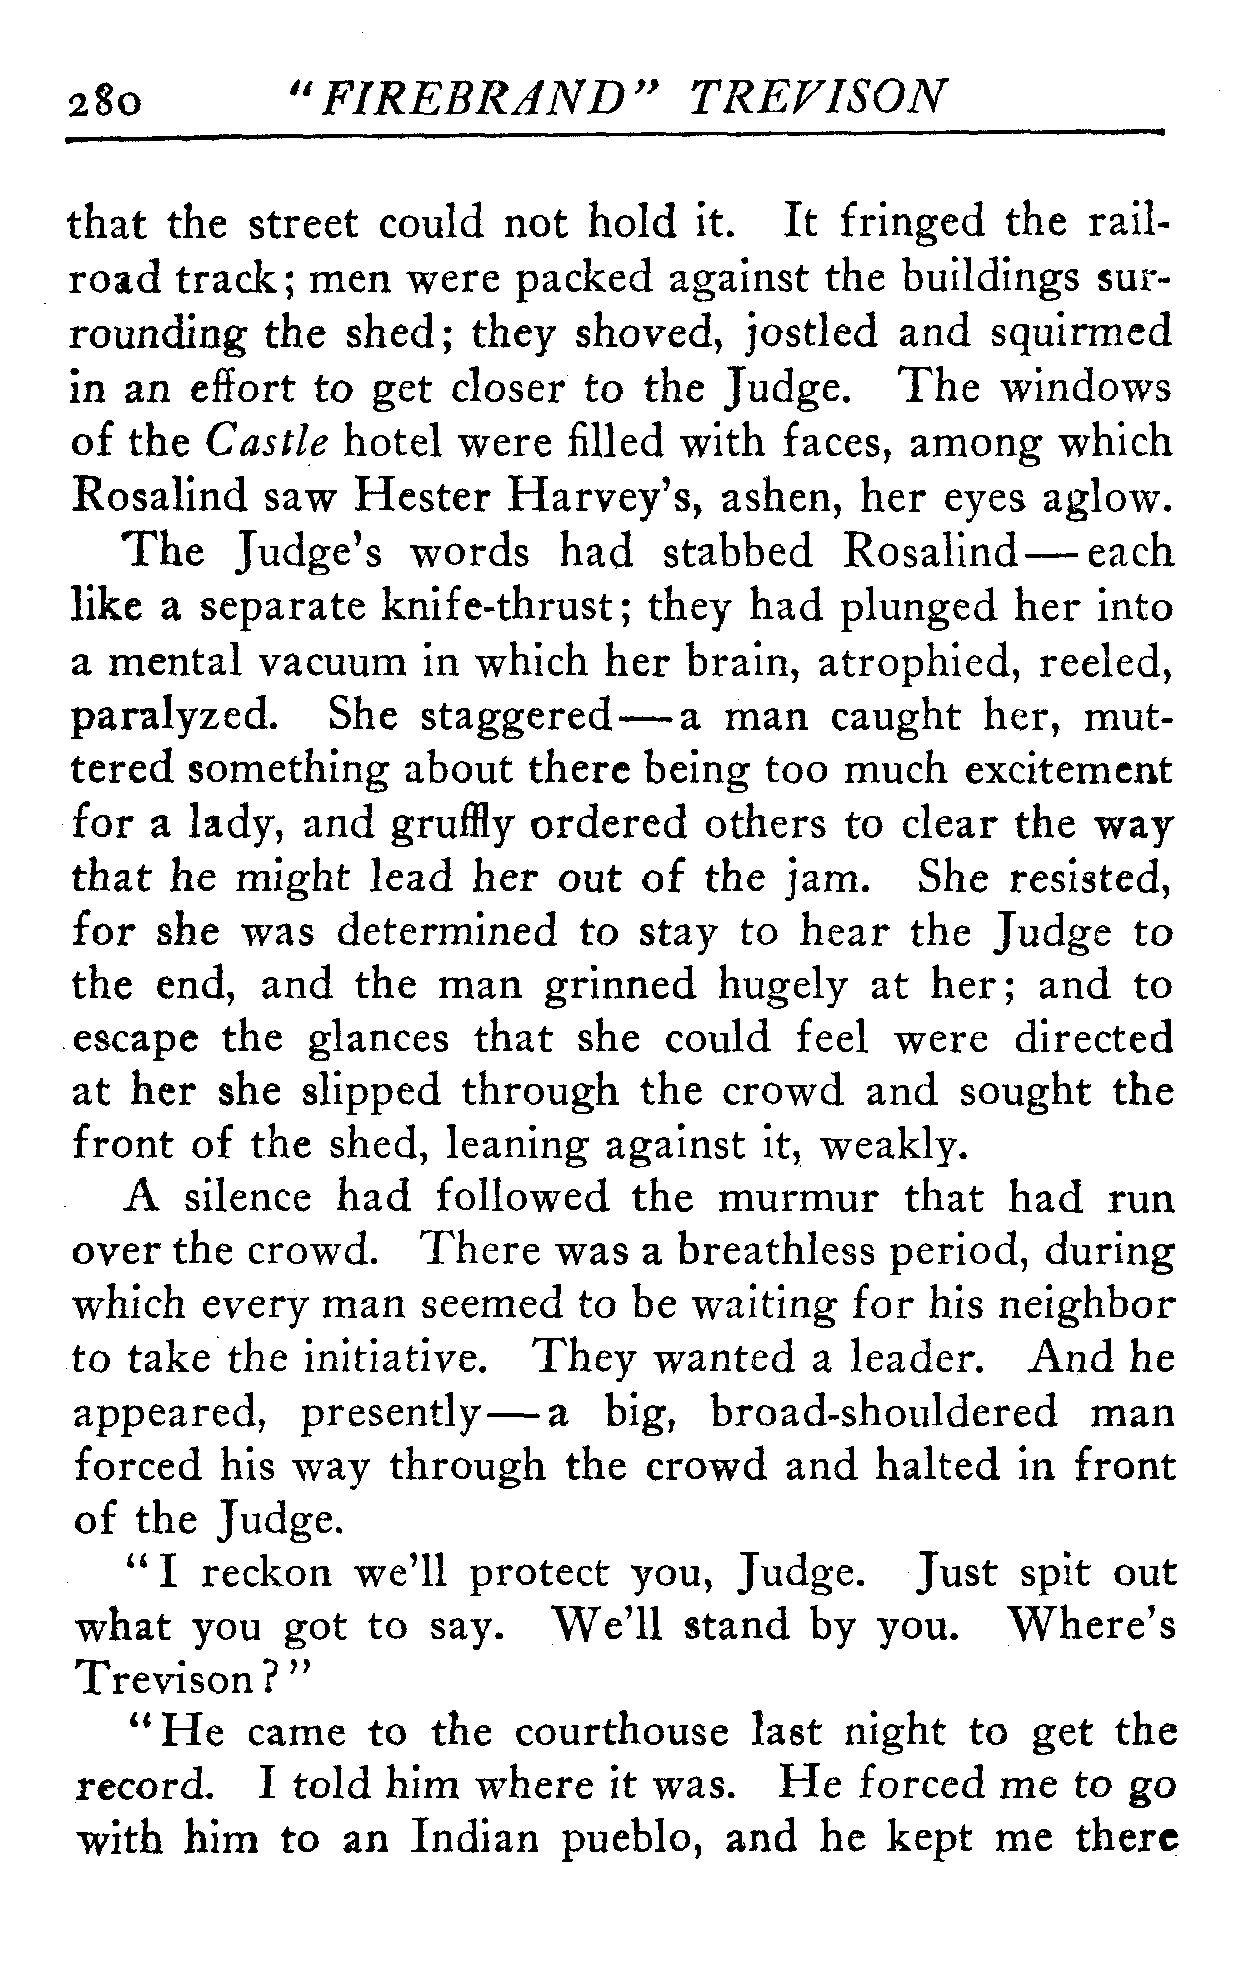 280 "FIREBRAND" TREVISON
that the street could not hold it. It fringed the rail-
road track; men were packed against the buildings sur-
rounding the shed; they shoved, jostled and squirmed
in an effort to get closer to the Judge. The windows
of the Castle hotel were filled with faces, among which
Rosalind saw Hester Harvey's, ashen, her eyes aglow.
The Judge's words had stabbed Rosalind—each
like a separate knife-thrust; they had plunged her into
a mental vacuum in which her brain, atrophied, reeled,
paralyzed. She staggered—a man caught her, mut-
tered something about there being too much excitement
for a lady, and gruffly ordered others to clear the way
that he might lead her out of the jam. She resisted,
for she was determined to stay to hear the Judge to
the end, and the man grinned hugely at her; and to
escape the glances that she could feel were directed
at her she slipped through the crowd and sought the
front of the shed, leaning against it, weakly.
A silence had followed the murmur that had run
over the crowd. There was a breathless period, during
which every man seemed to be waiting for his neighbor
to take the initiative. They wanted a leader. And he
appeared, presently—a big, broad-shouldered man
forced his way through the crowd and halted in front
of the Judge.
"I reckon we'll protect you, Judge. Just spit out
what you got to say. We'll stand by you. Where's
Trevison?"
"He came to the courthouse last night to get the
record. I told him where it was. He forced me to go
with him to an Indian pueblo, and he kept me there